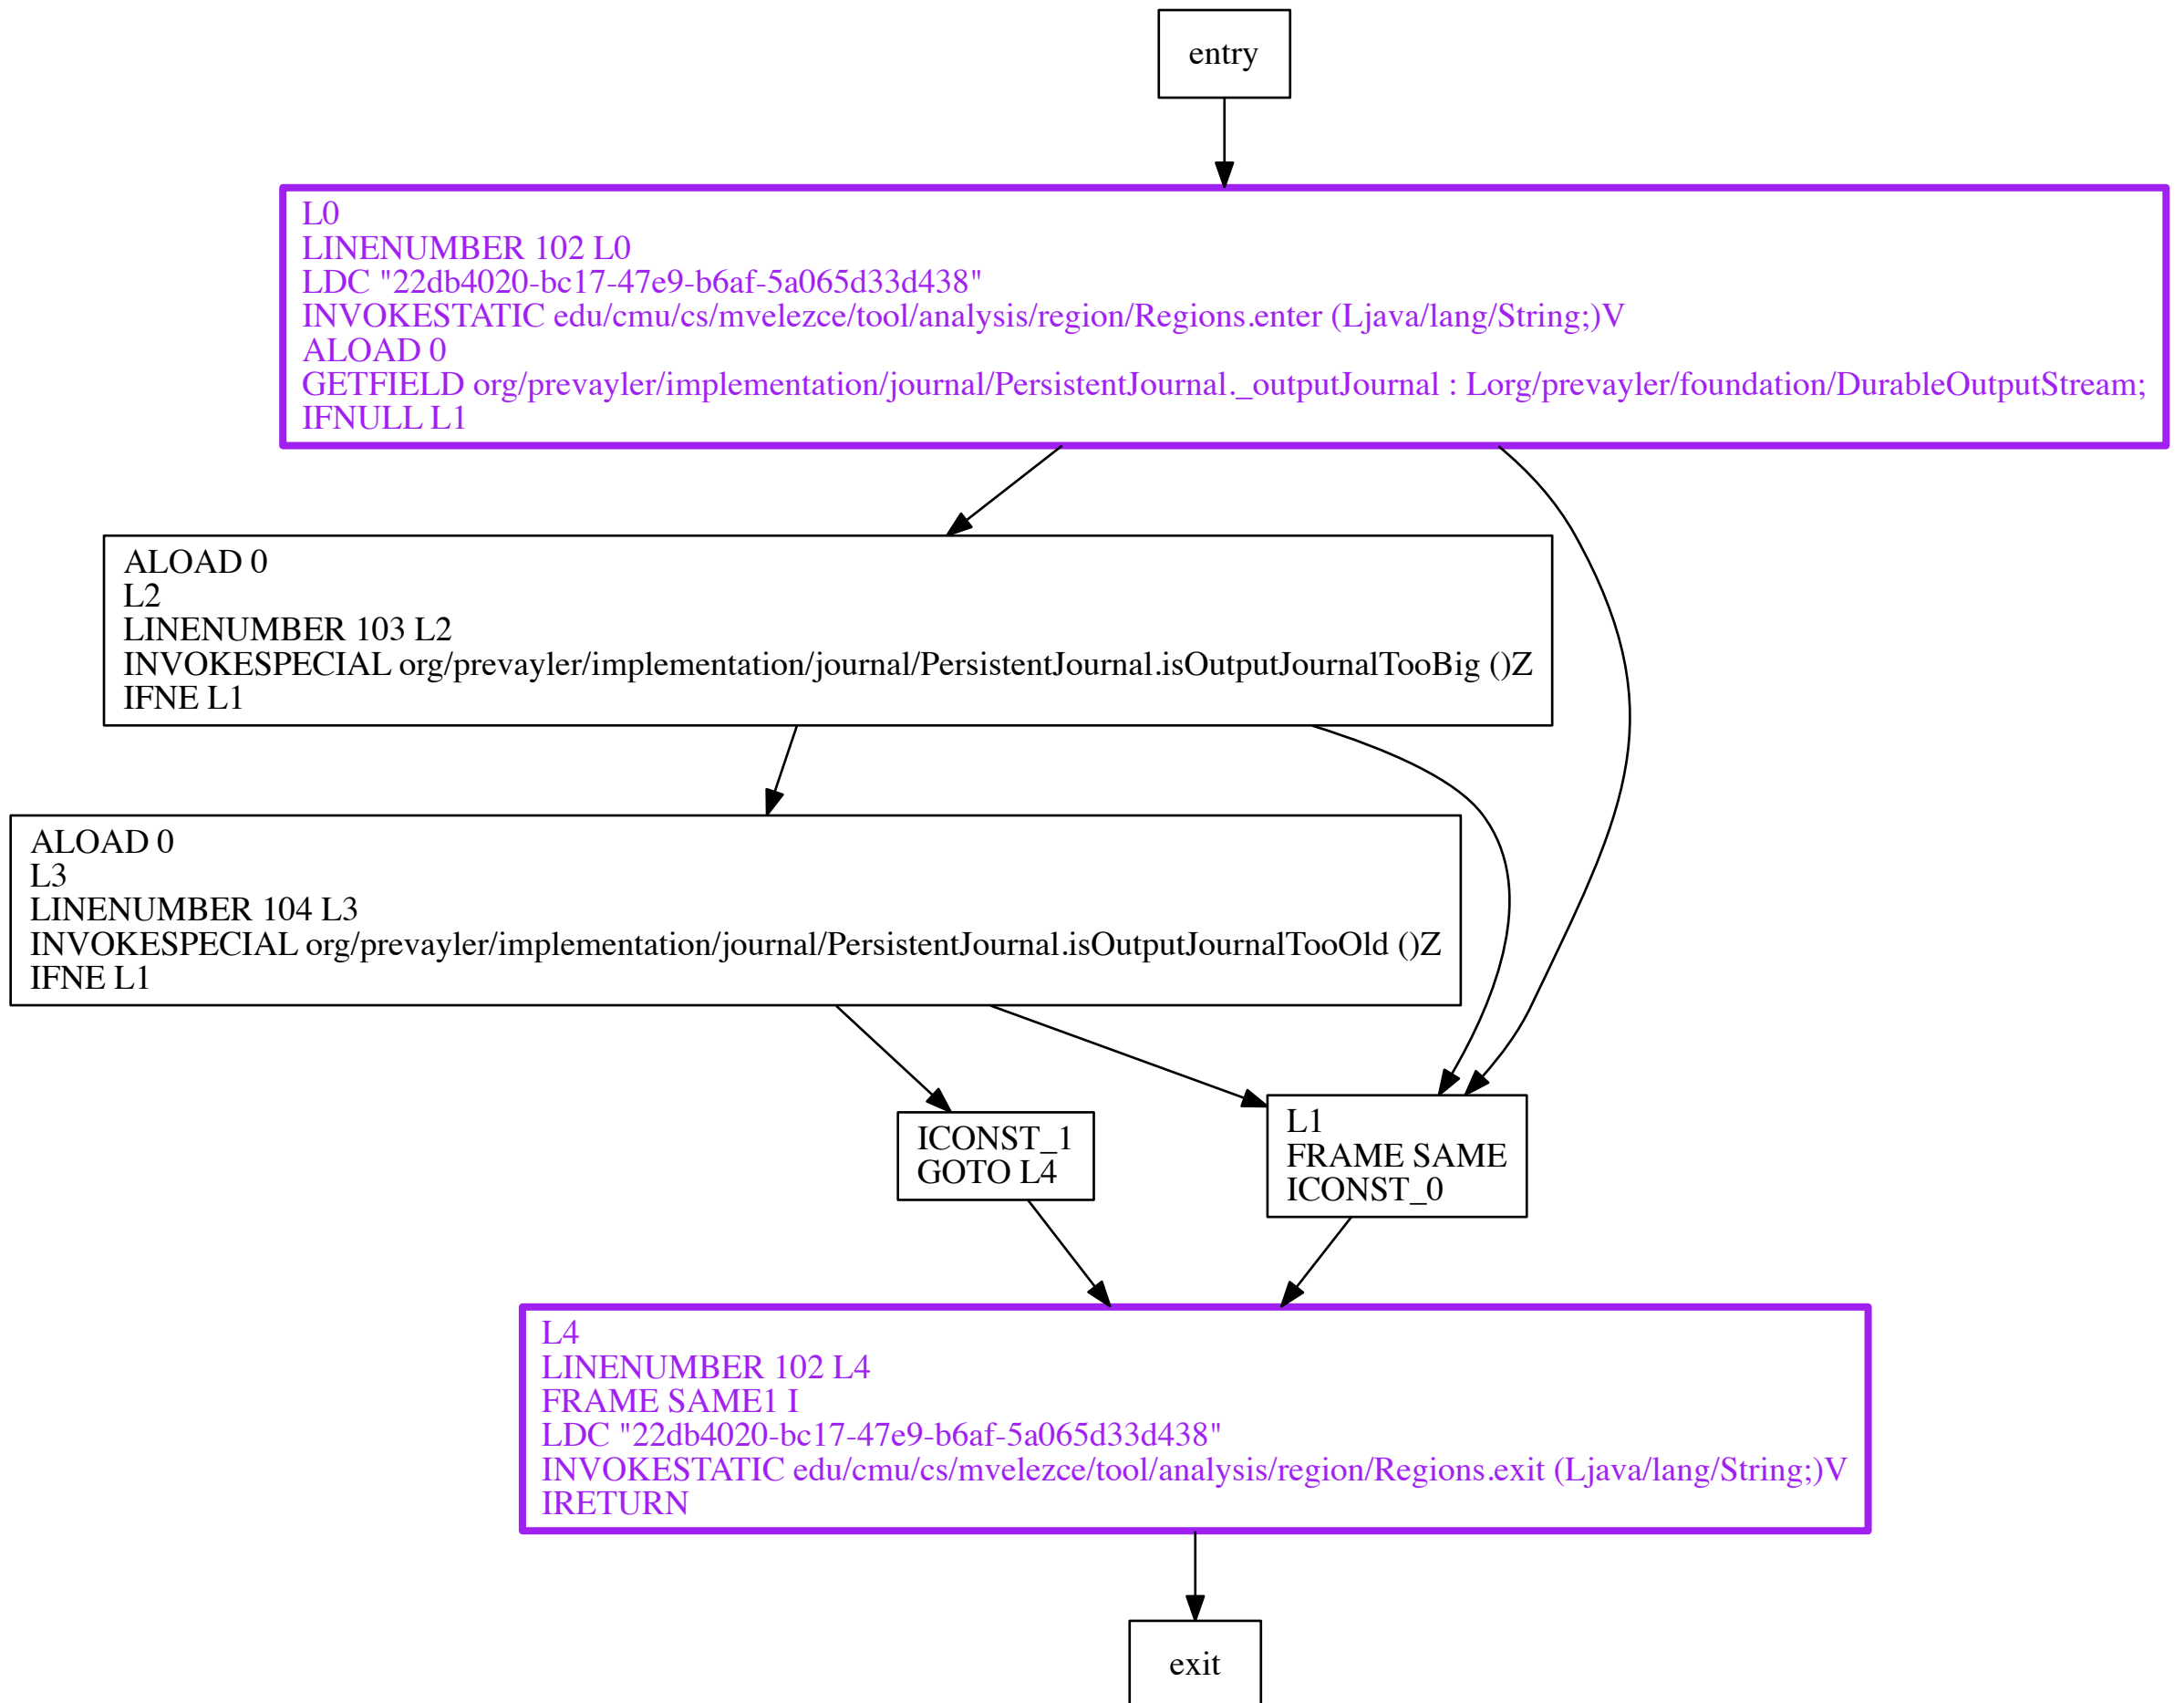 entry
L0
LINENUMBER 102 L0
LDC "22db4020-bc17-47e9-b6af-5a065d33d438"
INVOKESTATIC edu/cmu/cs/mvelezce/tool/analysis/region/Regions.enter (Ljava/lang/String;)V
ALOAD 0
GETFIELD org/prevayler/implementation/journal/PersistentJournal._outputJournal : Lorg/prevayler/foundation/DurableOutputStream;
IFNULL L1
ALOAD 0
L2
LINENUMBER 103 L2
INVOKESPECIAL org/prevayler/implementation/journal/PersistentJournal.isOutputJournalTooBig ()Z
IFNE L1
ALOAD 0
L3
LINENUMBER 104 L3
INVOKESPECIAL org/prevayler/implementation/journal/PersistentJournal.isOutputJournalTooOld ()Z
IFNE L1
ICONST_1
GOTO L4
L1
FRAME SAME
ICONST_0
L4
LINENUMBER 102 L4
FRAME SAME1 I
LDC "22db4020-bc17-47e9-b6af-5a065d33d438"
INVOKESTATIC edu/cmu/cs/mvelezce/tool/analysis/region/Regions.exit (Ljava/lang/String;)V
IRETURN
exit